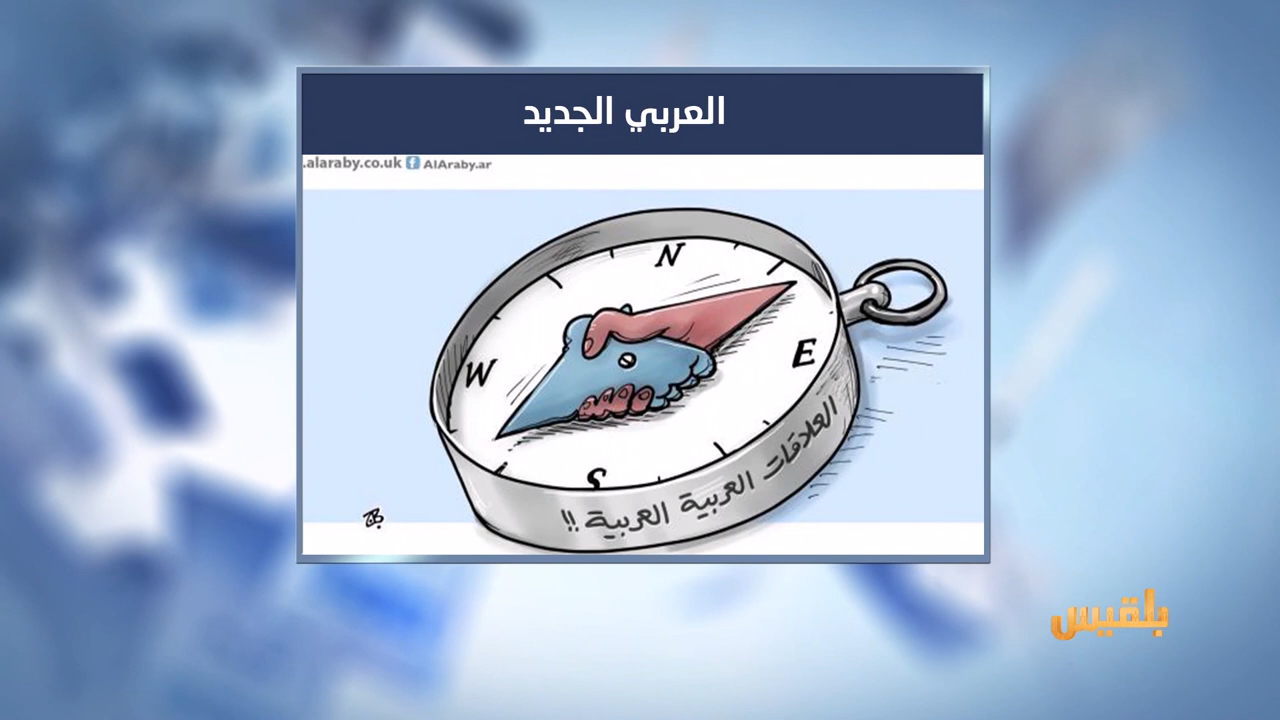 العربي الجديد
.alaraby.co.uk f AlAraby.ar
N
W
E
S
العلاقات العربية العربية !!
بلقيس